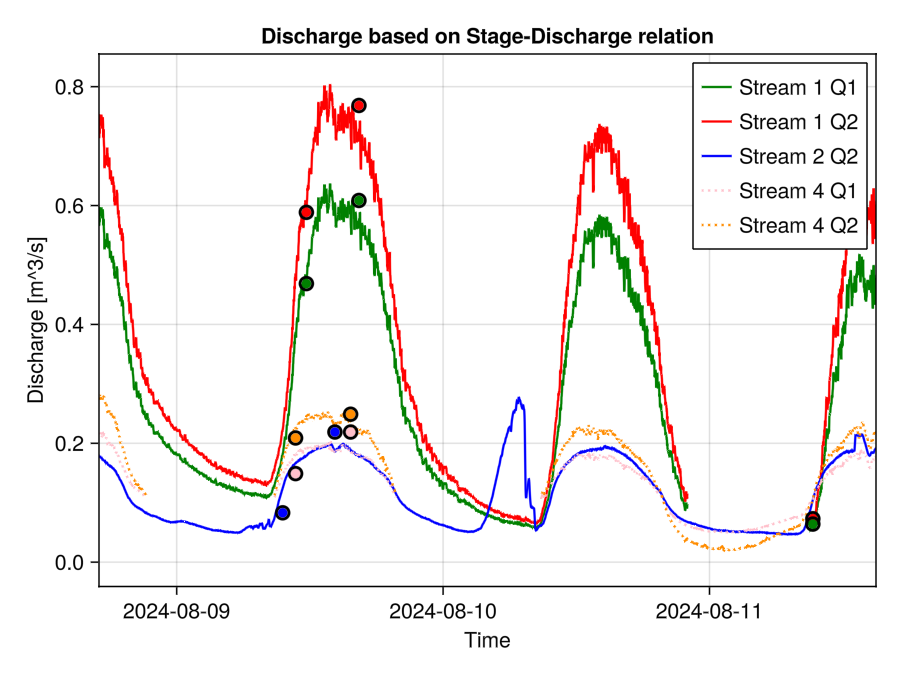 Discharge based on Stage-Discharge relation
Discharge [m^3/s]
0.8
0.6
0.4
0.2
0.0
Stream 1 Q1
Stream 1 Q2
Stream 2 Q2
Stream 4 Q1
Stream 4 Q2
2024-08-09
2024-08-10
2024-08-11
Time